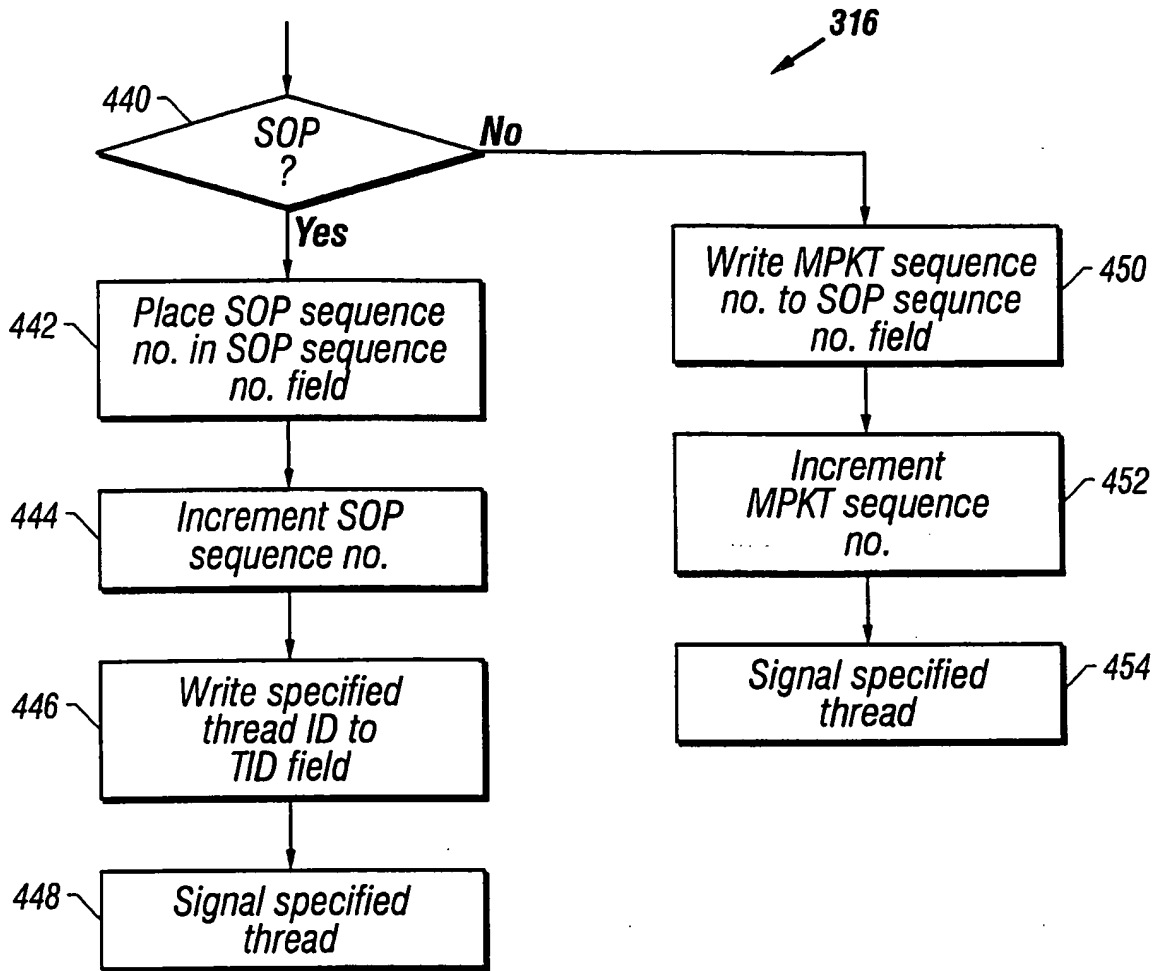 316
440
SOP
?
No
Yes
442
Place SOP sequence
no. in SOP sequence
no. field
444
Increment SOP
sequence no.
446
Write specified
thread ID to
TID field
448
Signal specified
thread
Write MPKT sequence
no. to SOP sequnce
no. field
450
Increment
MPKT sequence
no.
452
Signal specified
thread
454